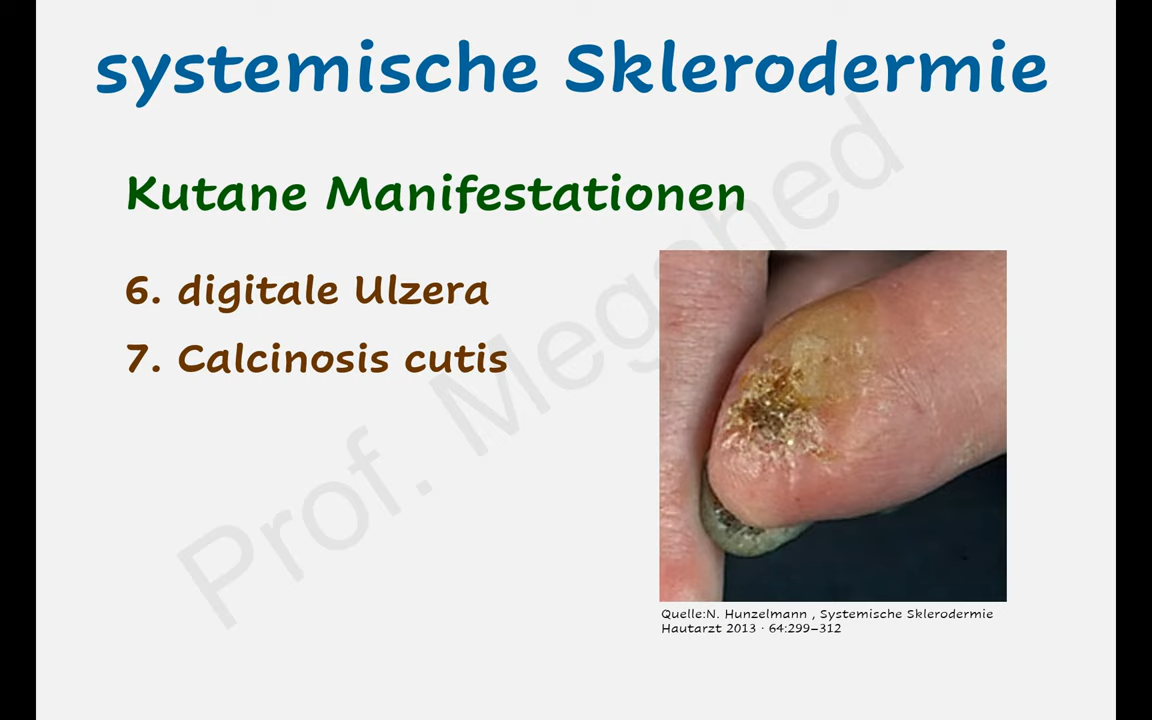 systemische Sklerodermie
Kutane Manifestationen
6. digitale Ulzera
7. Calcinosis cutis
Prof. Megahed
Quelle:N. Hunzelmann , Systemische Sklerodermie
Hautarzt 2013 · 64:299–312